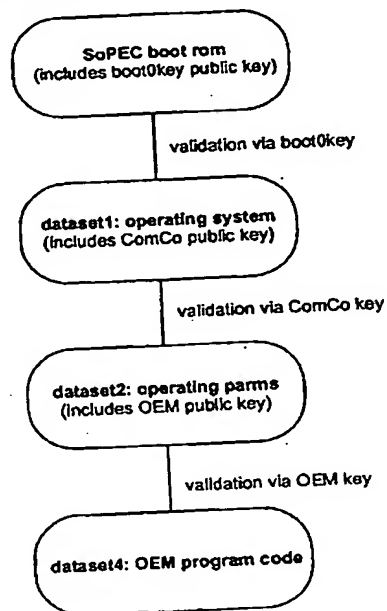 SoPEC boot rom
(includes boot0key public key)
validation via boot0key
dataset1: operating system
(includes ComCo public key)
validation via ComCo key
dataset2: operating parms
(includes OEM public key)
validation via OEM key
dataset4: OEM program code